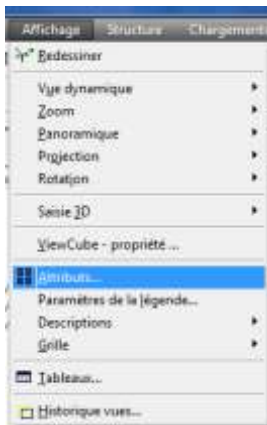 Affichage Structure Chargements
Redessiner
Vue dynamique
Zoom
Panoramique
Projection
Rotation
Saisie 3D
ViewCube - propriété ...
Attributs...
Paramètres de la légende...
Descriptions
Grille
Tableaux...
Historique vues...